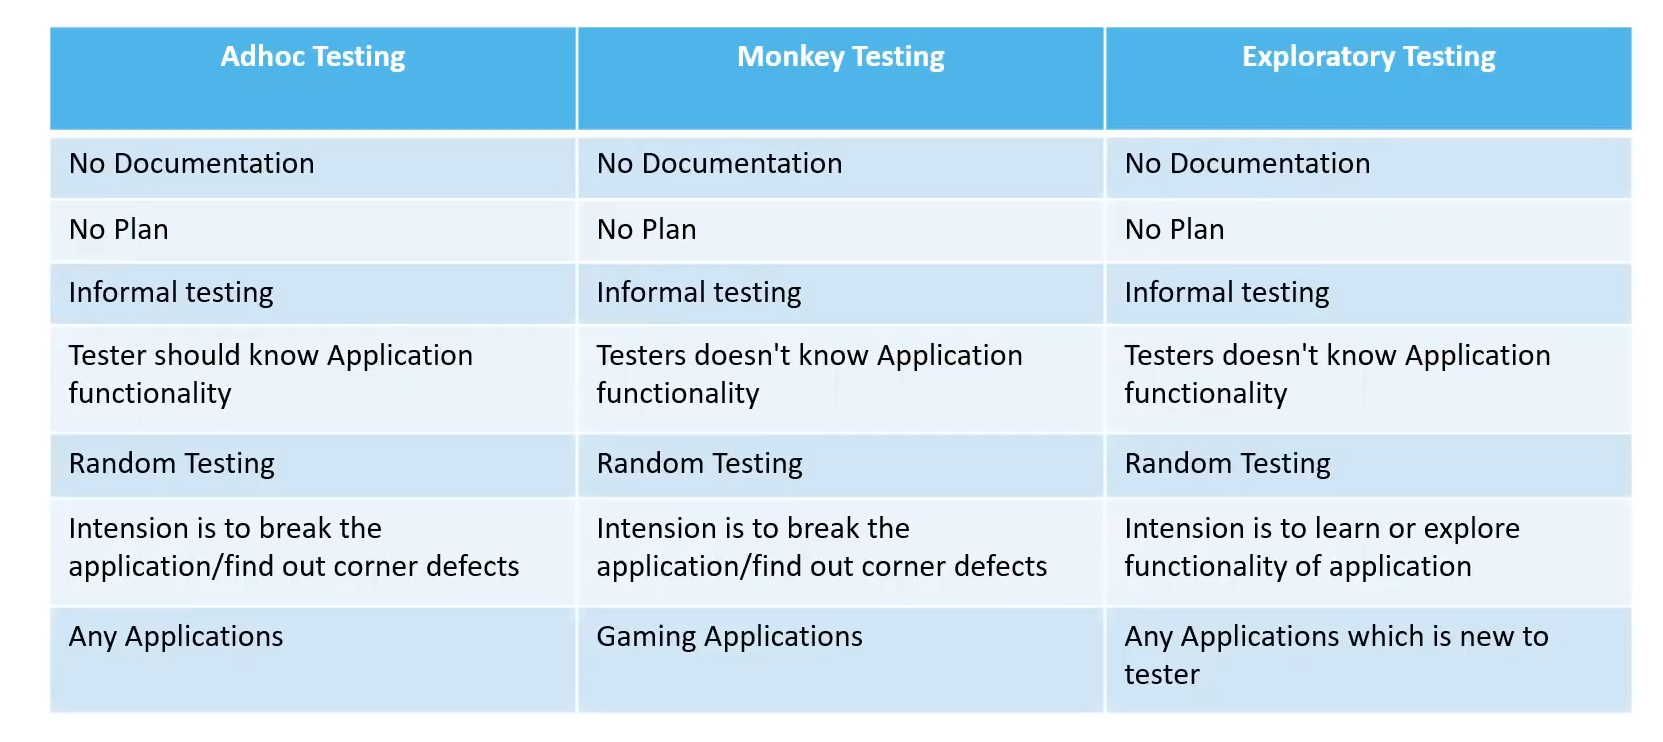 Adhoc Testing
Monkey Testing
Exploratory Testing
No Documentation
No Documentation
No Documentation
No Plan
No Plan
No Plan
Informal testing
Informal testing
Informal testing
Tester should know Application
functionality
Testers doesn't know Application
functionality
Testers doesn't know Application
functionality
Random Testing
Random Testing
Random Testing
Intension is to break the
application/find out corner defects
Intension is to break the
application/find out corner defects
Intension is to learn or explore
functionality of application
Any Applications
Gaming Applications
Any Applications which is new to
tester